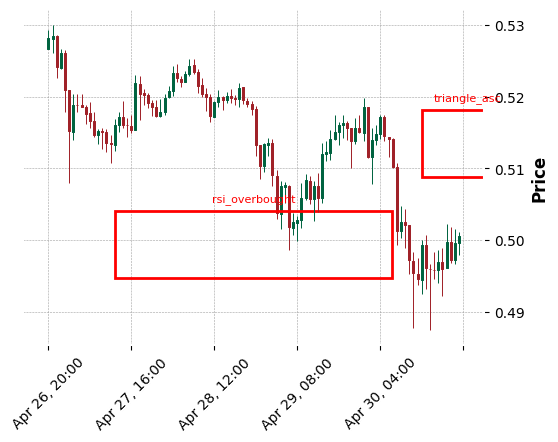 0.53
triangle_asc
0.52
0.51
Price
rsi_overbought
0.50
0.49
Apr 26, 20:00
Apr 27, 16:00
Apr 28, 12:00
Apr 29, 08:00
Apr 30, 04:00